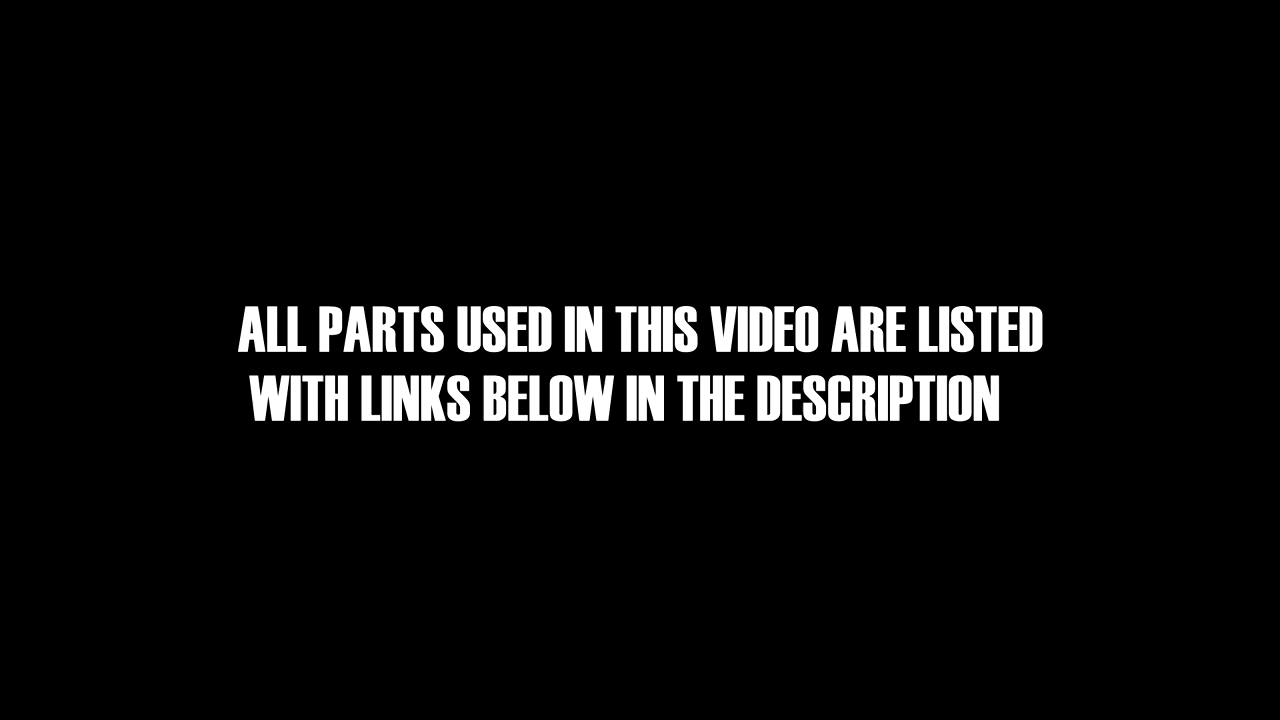 ALL PARTS USED IN THIS VIDEO ARE LISTED
WITH LINKS BELOW IN THE DESCRIPTION